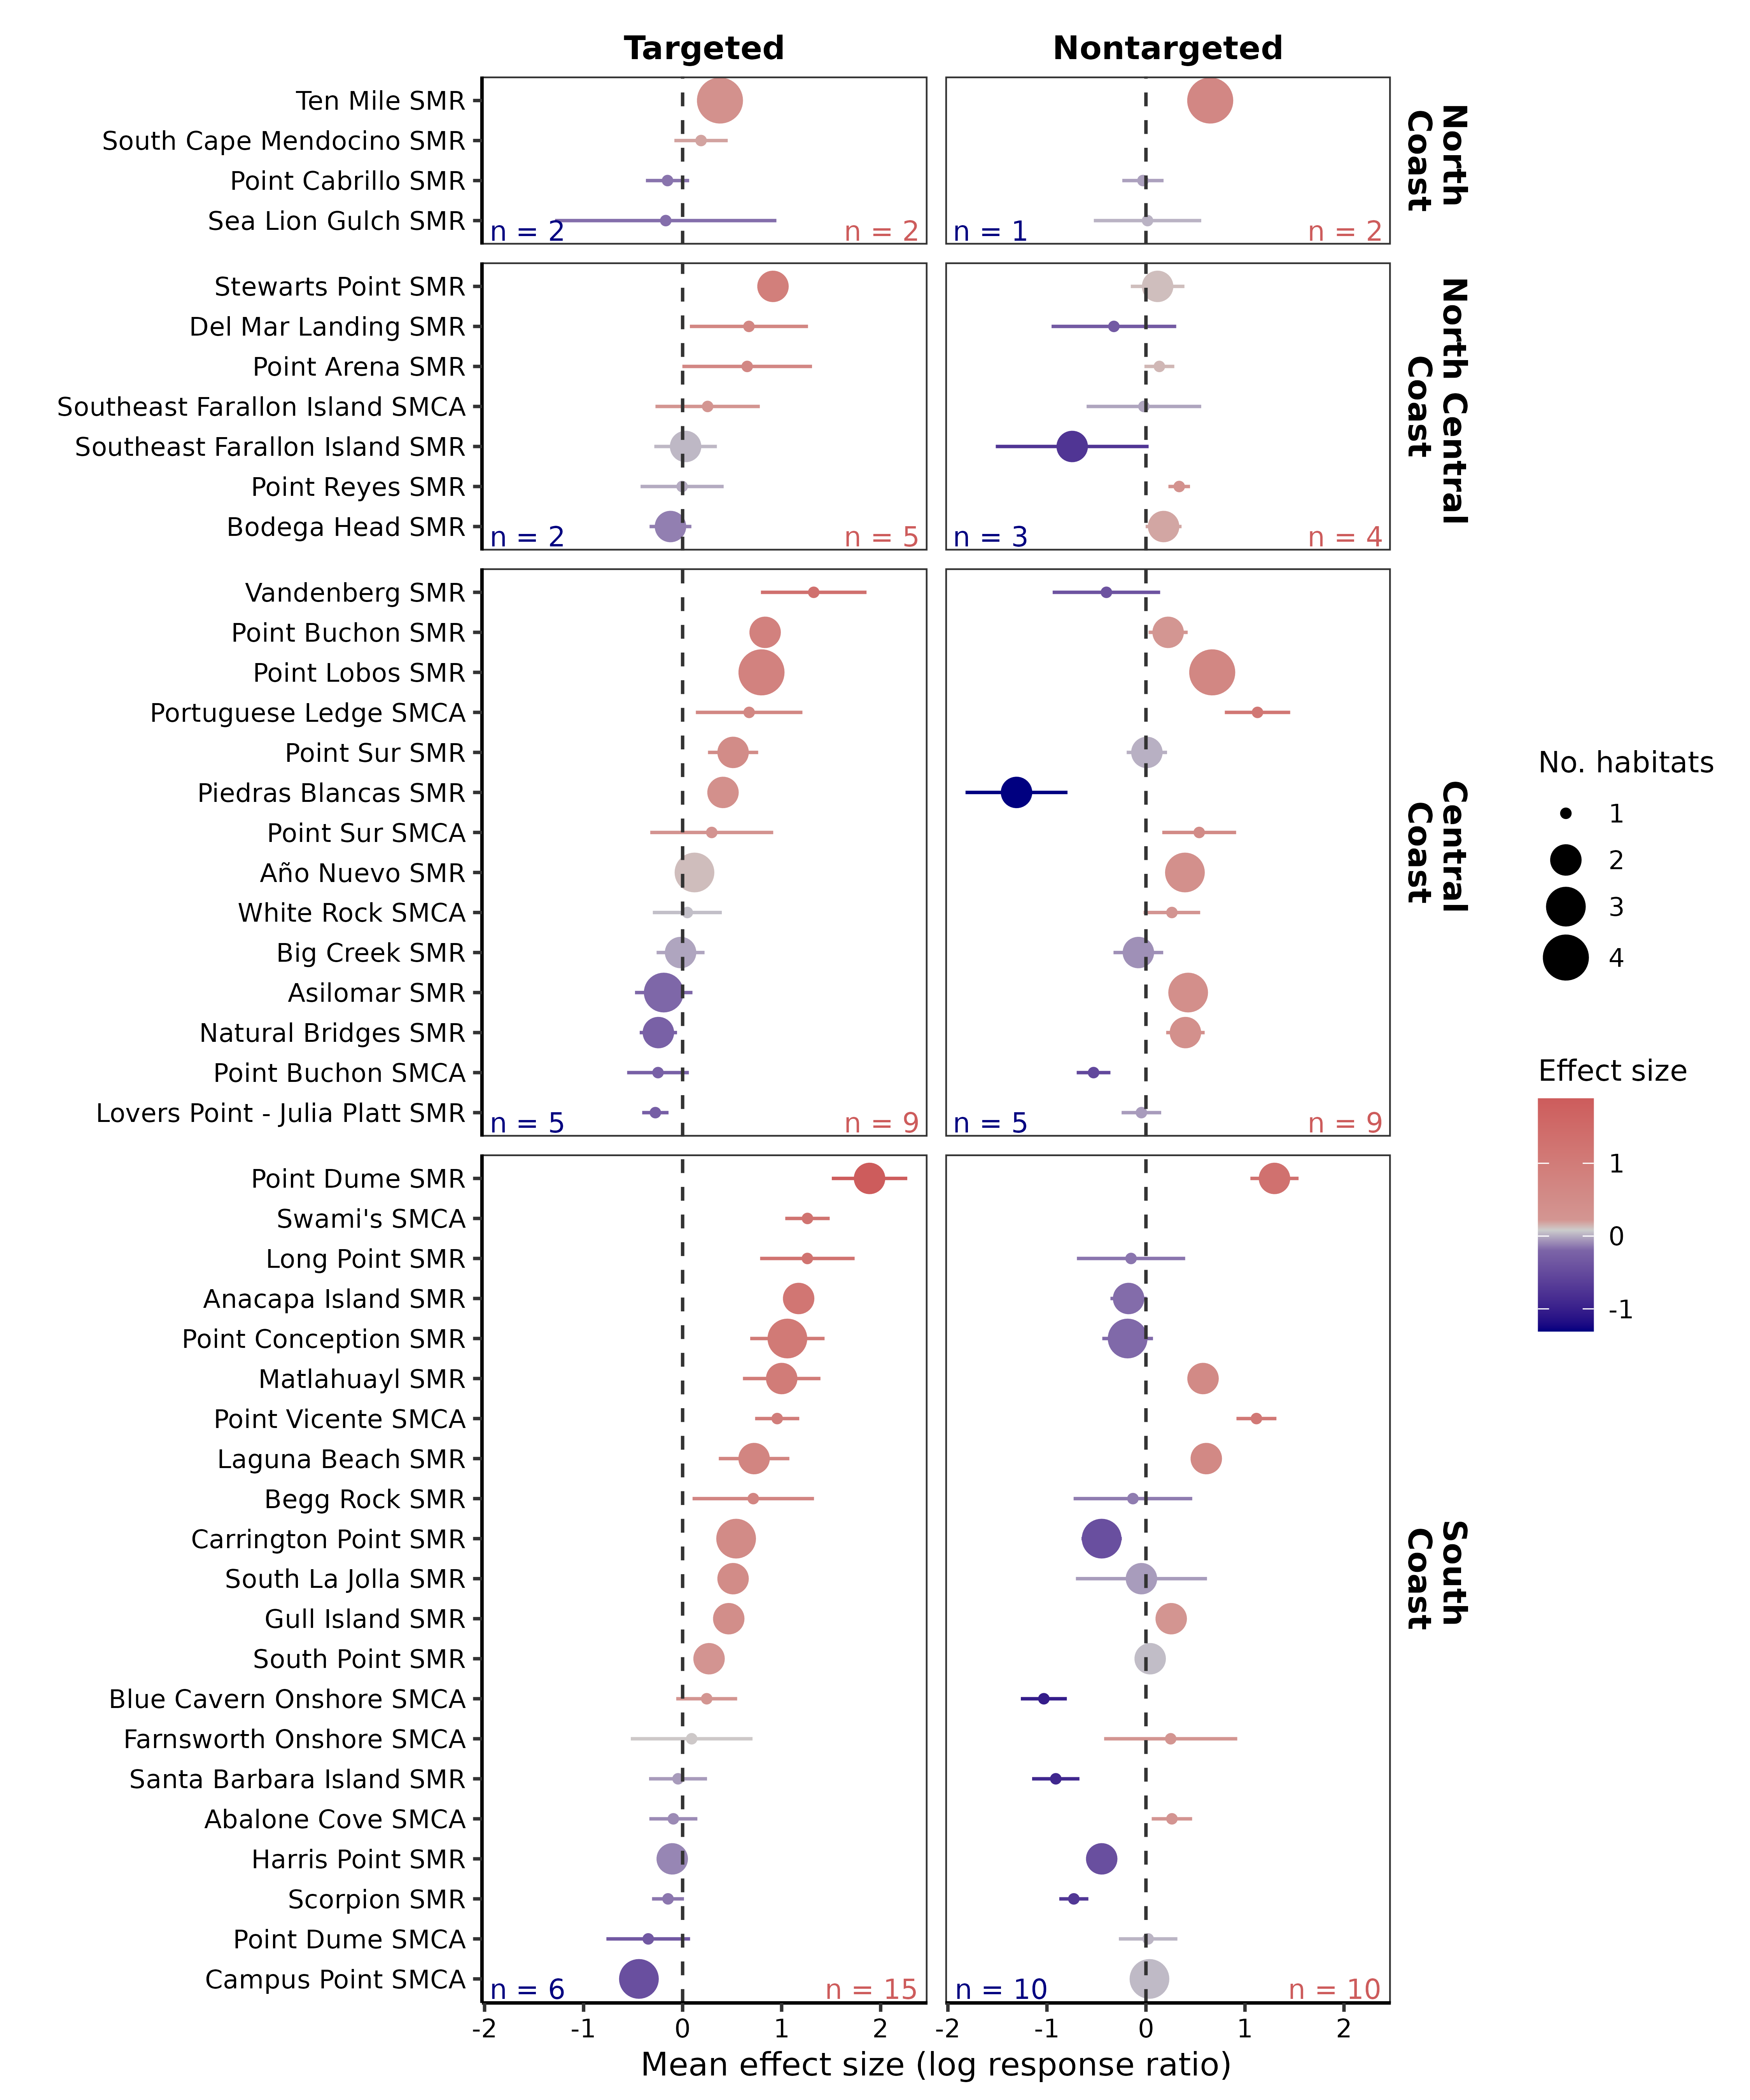 Targeted Nontargeted
Ten Mile SMR
South Cape Mendocino SMR
Point Cabrillo SMR
Sea Lion Gulch SMR
n = 2 n = 2 n = 1 n = 2
North
Coast
Stewarts Point SMR
Del Mar Landing SMR
Point Arena SMR
Southeast Farallon Island SMCA
Southeast Farallon Island SMR
Point Reyes SMR
Bodega Head SMR
n = 2 n = 5 n = 3 n = 4
North Central
Coast
Vandenberg SMR
Point Buchon SMR
Point Lobos SMR
Portuguese Ledge SMCA
Point Sur SMR
Piedras Blancas SMR
Point Sur SMCA
Año Nuevo SMR
White Rock SMCA
Big Creek SMR
Asilomar SMR
Natural Bridges SMR
Point Buchon SMCA
Lovers Point - Julia Platt SMR
n = 5 n = 9 n = 5 n = 9
Central
Coast
Point Dume SMR
Swami's SMCA
Long Point SMR
Anacapa Island SMR
Point Conception SMR
Matlahuayl SMR
Point Vicente SMCA
Laguna Beach SMR
Begg Rock SMR
Carrington Point SMR
South La Jolla SMR
Gull Island SMR
South Point SMR
Blue Cavern Onshore SMCA
Farnsworth Onshore SMCA
Santa Barbara Island SMR
Abalone Cove SMCA
Harris Point SMR
Scorpion SMR
Point Dume SMCA
Campus Point SMCA
n = 6 n = 15 n = 10 n = 10
South
Coast
-2 -1 0 1 2 -2 -1 0 1 2
Mean effect size (log response ratio)
No. habitats
1
2
3
4
Effect size
1
0
-1